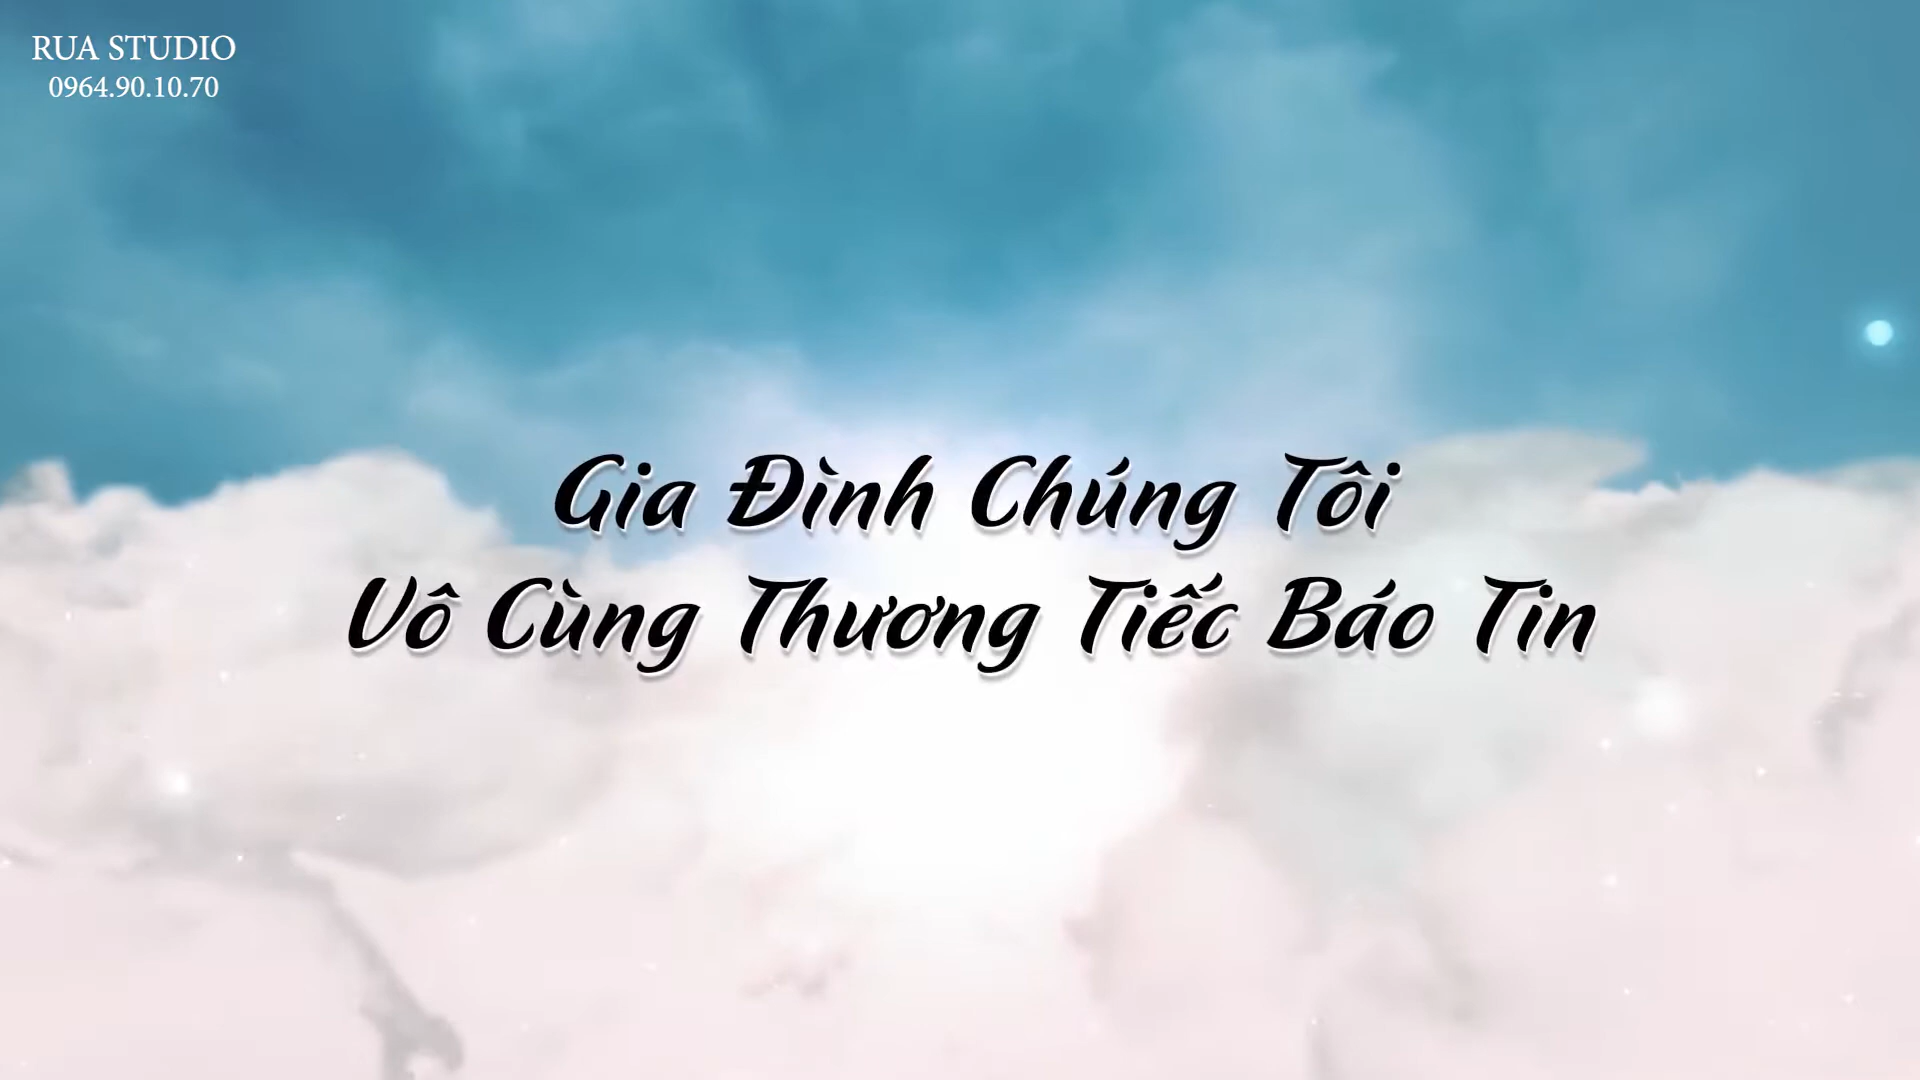 RUA STUDIO
0964.90.10.70
Gia Đình Chúng Tôi
Vô Cùng Thương Tiếc Báo Tin